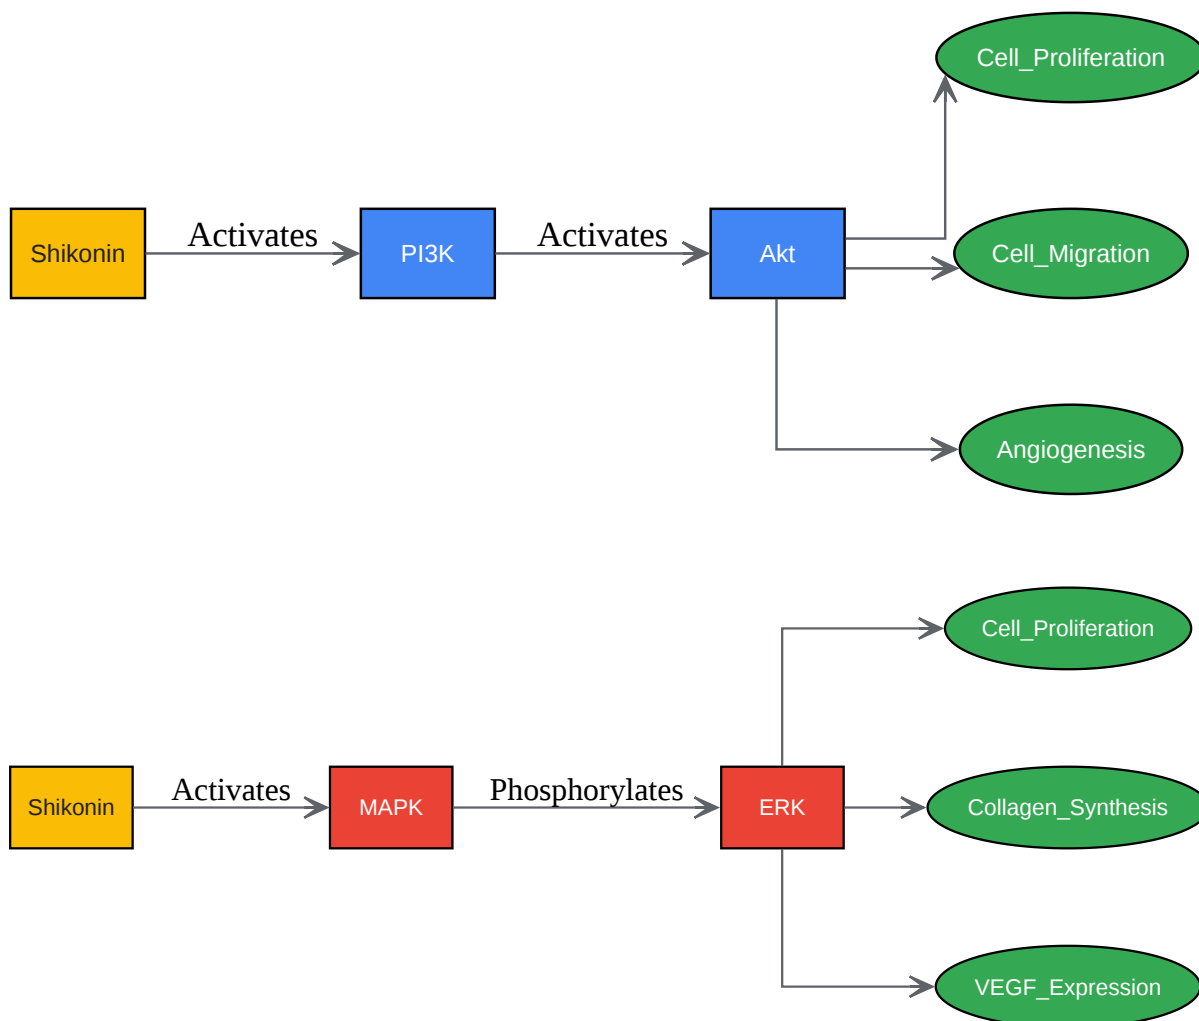 Cell_Proliferation
Activates
Activates
Shikonin
PI3K
Akt
Cell_Migration
Angiogenesis
Cell_Proliferation
Activates
Phosphorylates
Shikonin
MAPK
ERK
Collagen_Synthesis
VEGF_Expression